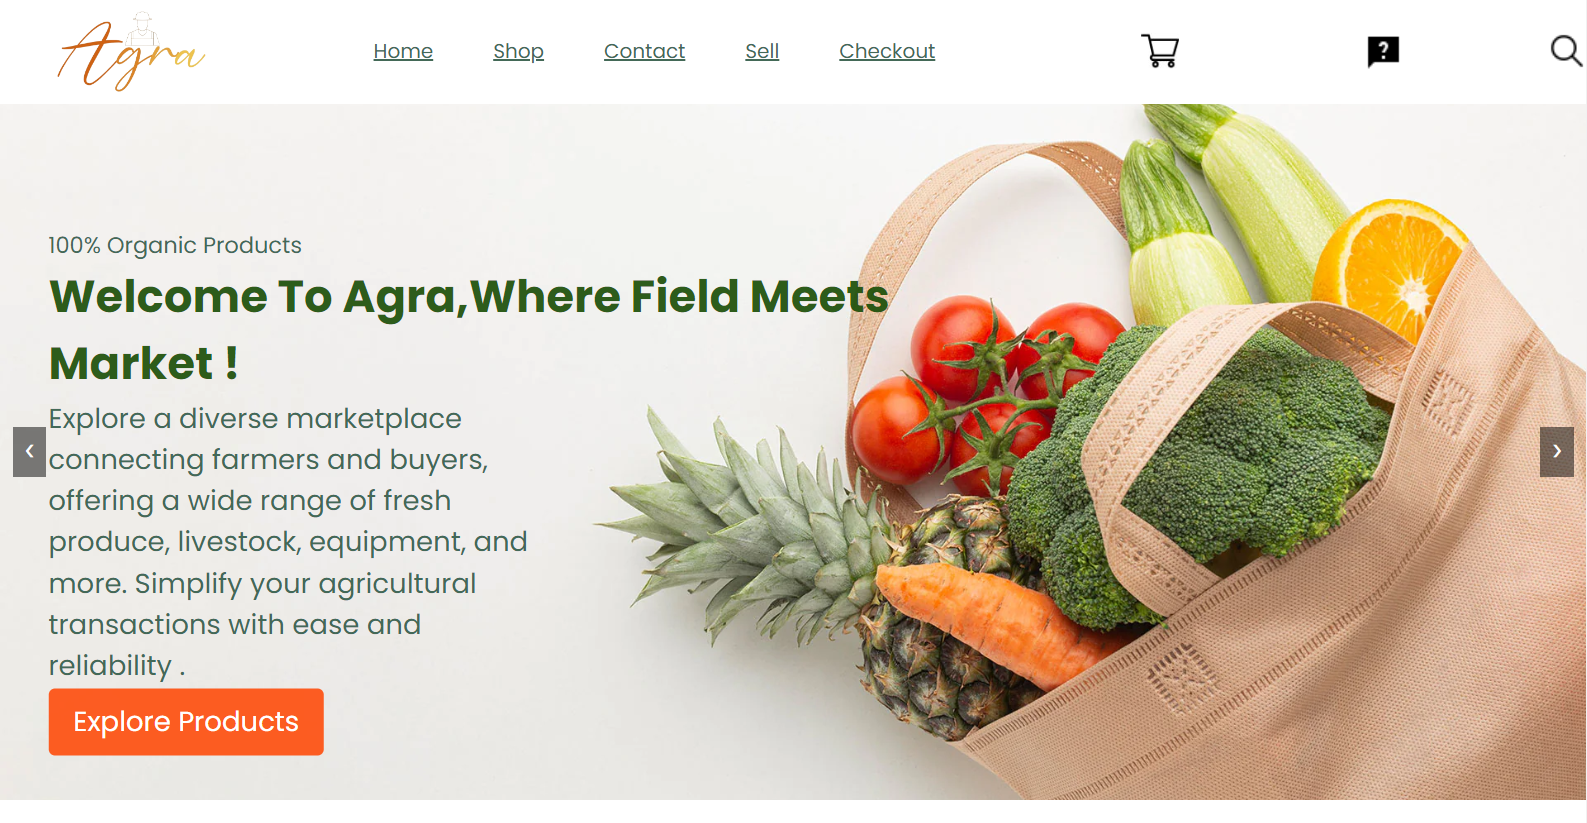 Agra
Home Shop Contact Sell Checkout
?
100% Organic Products
Welcome To Agra,Where Field Meets
Market !
Explore a diverse marketplace
connecting farmers and buyers,
offering a wide range of fresh
produce, livestock, equipment, and
more. Simplify your agricultural
transactions with ease and
reliability .
Explore Products